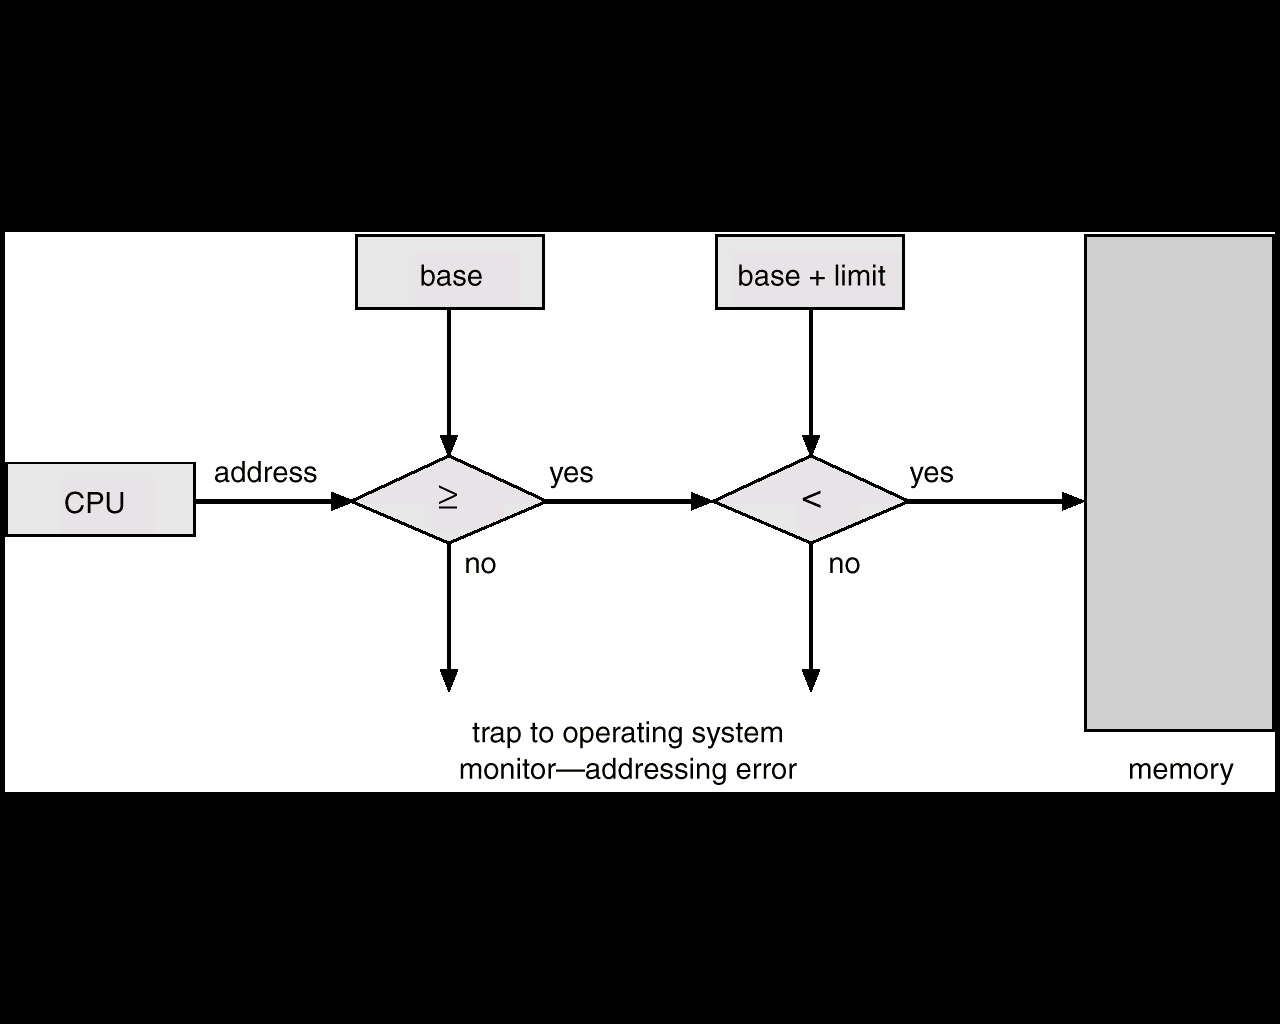 base
base + limit
address
yes
yes
CPU
≥
<
no
no
trap to operating system
monitor—addressing error
memory